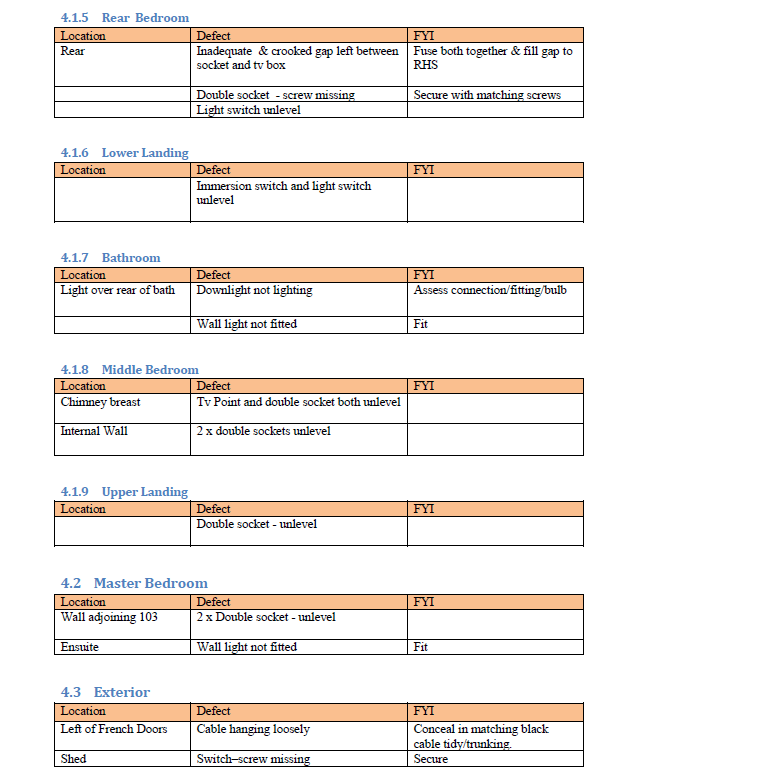 4.1.5 Rear Bedroom
Location Defect FYI
Rear Inadequate & crooked gap left between Fuse both together & fill gap to
socket and tv box RHS
Double socket - screw missing Secure with matching screws
Light switch unlevel
4.1.6 Lower Landing
Location Defect FYI
Immersion switch and light switch
unlevel
4.1.7 Bathroom
Location Defect FYI
Light over rear of bath Downlight not lighting Assess connection/fitting/bulb
Wall light not fitted Fit
4.1.8 Middle Bedroom
Location Defect FYI
Chimney breast Tv Point and double socket both unlevel
Internal Wall 2 x double sockets unlevel
4.1.9 Upper Landing
Location Defect FYI
Double socket - unlevel
4.2 Master Bedroom
Location Defect FYI
Wall adjoining 103 2 x Double socket - unlevel
Ensuite Wall light not fitted Fit
4.3 Exterior
Location Defect FYI
Left of French Doors Cable hanging loosely Conceal in matching black
cable tidy/trunking.
Shed Switch–screw missing Secure